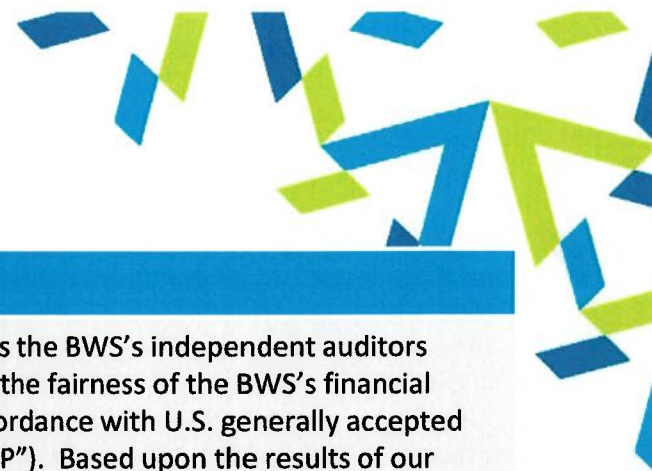 s the BWS's independent auditors
the fairness of the BWS's financial
ordance with U.S. generally accepted
P"). Based upon the results of our